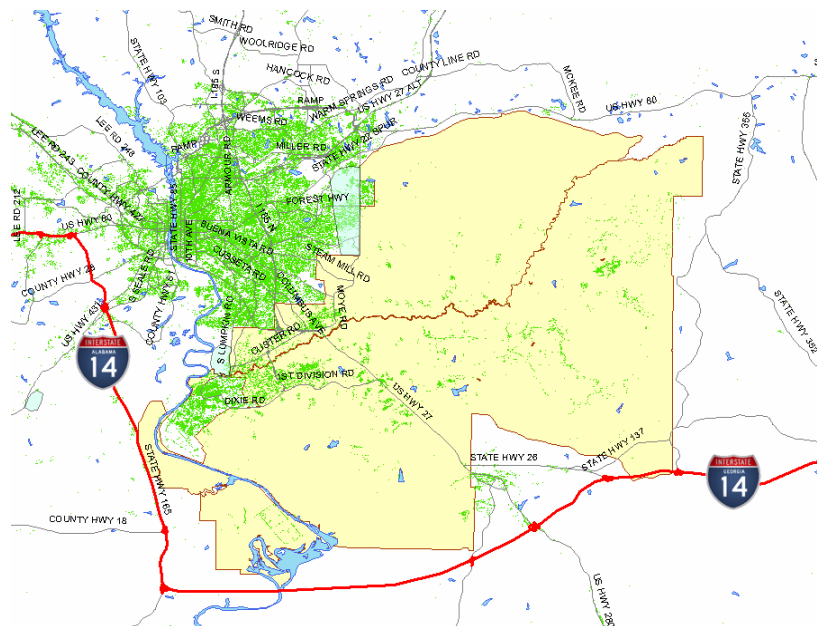 SMITH RD
WOOLRIDGE RD
STATE HWY 103
I 185 S
HANCOCK RD
COUNTY LINE RD
WARM SPRINGS RD
US HWY 27 ALT
MCKEE RD
RAMP
US HWY 80
WEEMS RD
LEE RD 243
LEE RD 248
RAMP
ARMOUR RD
MILLER RD
STATE HWY 22 SPUR
STATE HWY 355
COUNTY HWY 427
LEE RD 212
US HWY 80
STATE HWY 85
10TH AVE
I 185 N
FOREST HWY
BUENA VISTA RD
STEAM MILL RD
CUSSETA RD
COUNTY HWY 28
S SEALE RD
COLUMBUS AVE
MOYE RD
US HWY 431
S LUMPKIN RD
CUSTER RD
STATE HWY 352
INTERSTATE
ALABAMA
14
1ST DIVISION RD
DIXIE RD
US HWY 27
STATE HWY 137
STATE HWY 26
STATE HWY 165
INTERSTATE
GEORGIA
14
COUNTY HWY 18
US HWY 280